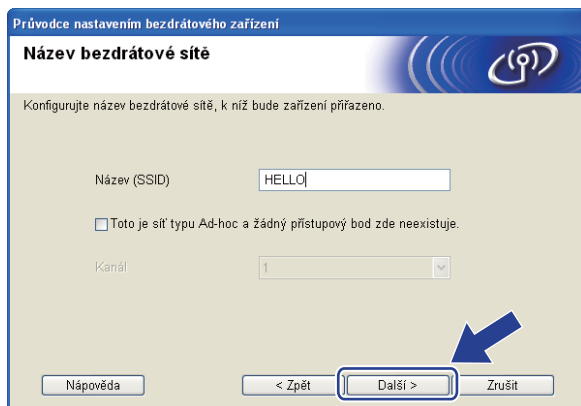 Průvodce nastavením bezdrátového zařízení
Název bezdrátové sítě
Konfigurujte název bezdrátové sítě, k níž bude zařízení přiřazeno.
Název (SSID) HELLO
Toto je síť typu Ad-hoc a žádný přístupový bod zde neexistuje.
Kanál 1
Nápověda < Zpět Další > Zrušit